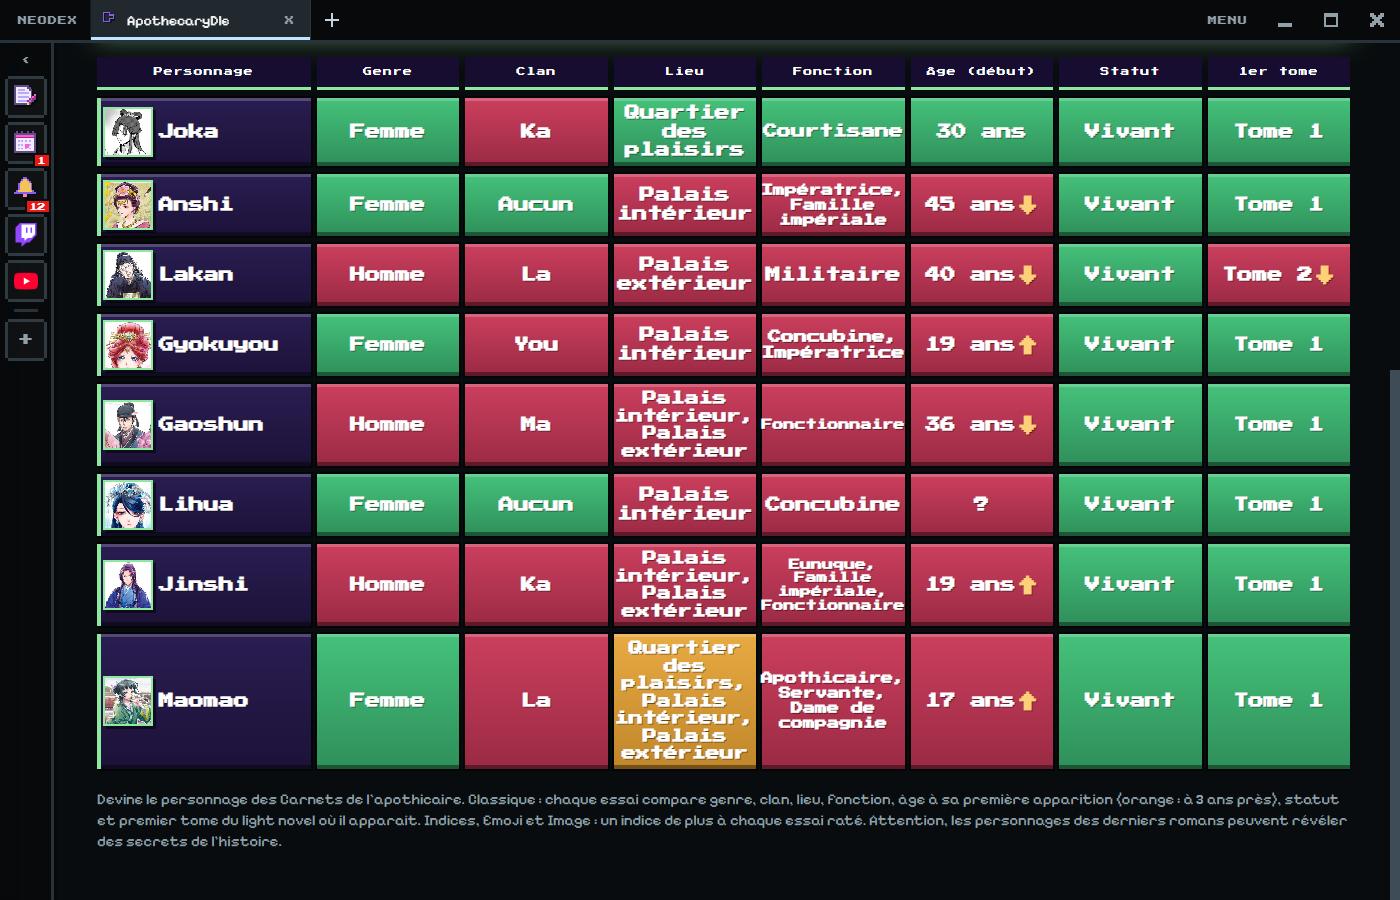 NEODEX
ApothecaryDle
MENU
Personnage Genre Clan Lieu Fonction Age (début) Statut 1er tome
Joka Femme Ka Quartier des plaisirs Courtisane 30 ans Vivant Tome 1
Anshi Femme Aucun Palais intérieur Impératrice, Famille impériale 45 ans Vivant Tome 1
1
12
Lakan Homme La Palais extérieur Militaire 40 ans Vivant Tome 2
Gyokuyou Femme You Palais intérieur Concubine, Impératrice 19 ans Vivant Tome 1
Gaoshun Homme Ma Palais intérieur, Palais extérieur Fonctionnaire 36 ans Vivant Tome 1
Lihua Femme Aucun Palais intérieur Concubine ? Vivant Tome 1
Jinshi Homme Ka Palais intérieur, Palais extérieur Eunuque, Famille impériale, Fonctionnaire 19 ans Vivant Tome 1
Maomao Femme La Quartier des plaisirs, Palais intérieur, Palais extérieur Apothicaire, Servante, Dame de compagnie 17 ans Vivant Tome 1
Devine le personnage des Carnets de l'apothicaire. Classique : chaque essai compare genre, clan, lieu, fonction, âge à sa première apparition (orange : à 3 ans près), statut
et premier tome du light novel où il apparaît. Indices, Emoji et Image : un indice de plus à chaque essai raté. Attention, les personnages des derniers romans peuvent révéler
des secrets de l'histoire.